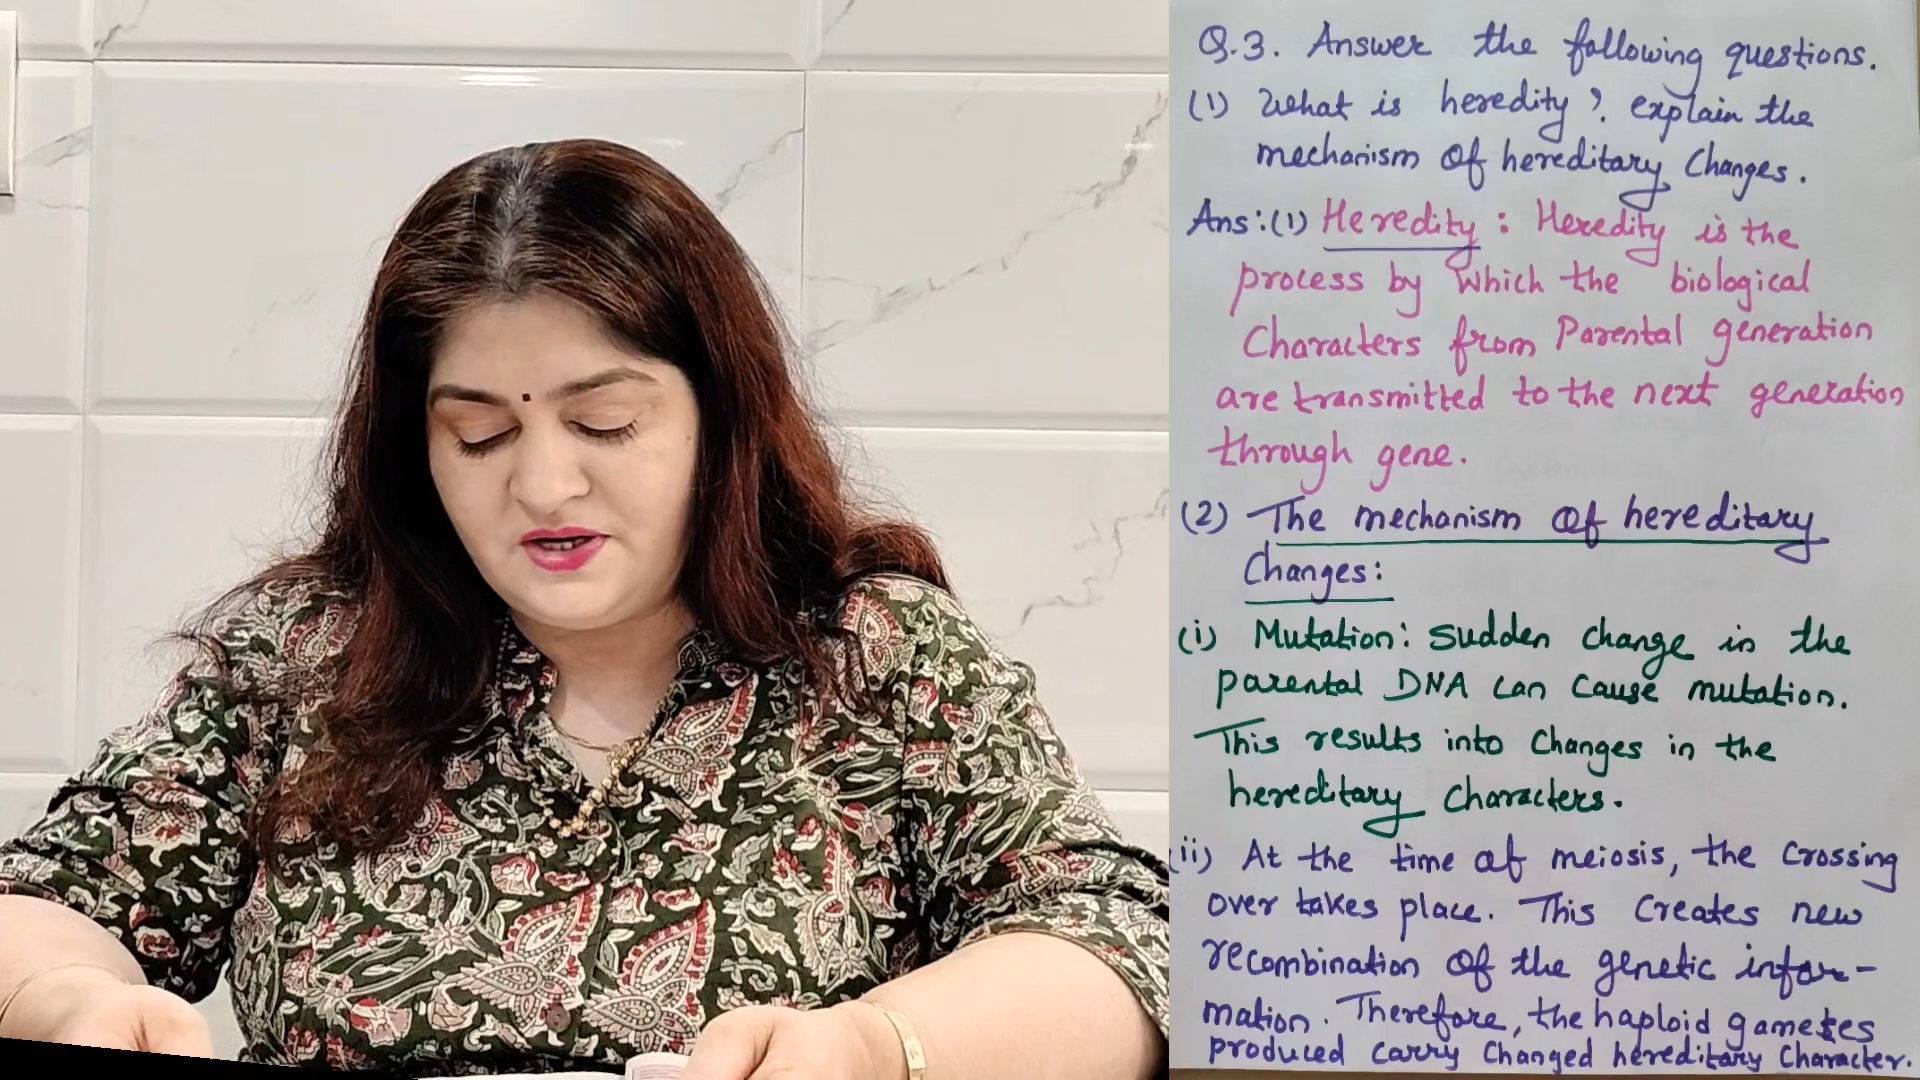 Q.3. Answer the following questions.
(1) What is heredity? explain the
mechanism of hereditary Changes.
Ans:(1) Heredity: Heredity is the
process by which the biological
Characters from Parental generation
are transmitted to the next generation
through gene.
(2) The mechanism of hereditary
Changes:
(i) Mutation: Sudden change in the
parental DNA can cause mutation.
This results into changes in the
hereditary characters.
(ii) At the time of meiosis, the crossing
over takes place. This creates new
recombination of the genetic infor-
mation. Therefore, the haploid gametes
produced carry changed hereditary character.